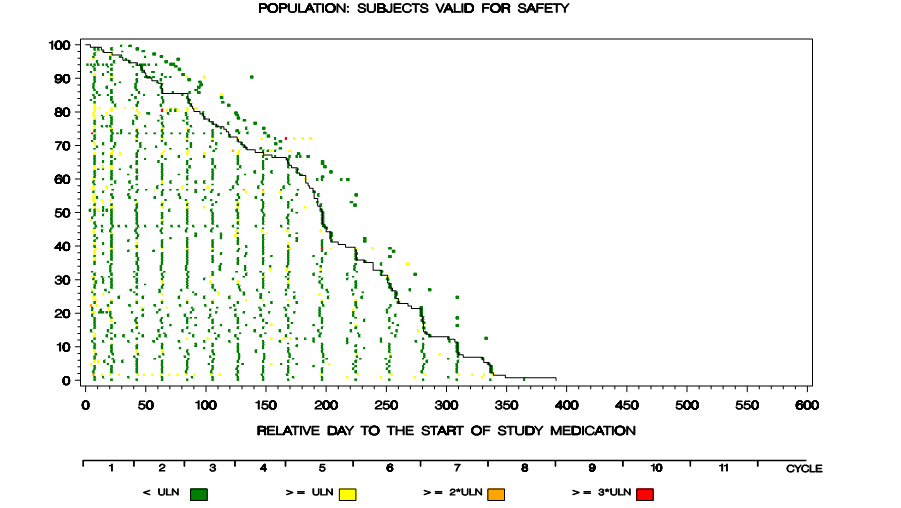 POPULATION: SUBJECTS VALID FOR SAFETY
100
90
80
70
60
50
40
30
20
10
0
0 50 100 150 200 250 300 350 400 450 500 550 600
RELATIVE DAY TO THE START OF STUDY MEDICATION
1 2 3 4 5 6 7 8 9 10 11 CYCLE
< ULN >= ULN >= 2*ULN >= 3*ULN